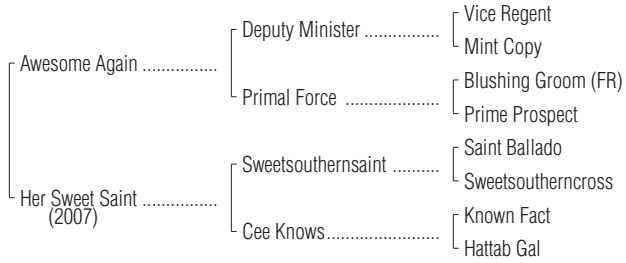 Vice Regent
Deputy Minister ................
Mint Copy
Awesome Again ...............
Blushing Groom (FR)
Primal Force ....................
Prime Prospect
Saint Ballado
Sweetsouthernsaint ..........
Sweetsoutherncross
Her Sweet Saint ...............
(2007)
Known Fact
Cee Knows........................
Hattab Gal